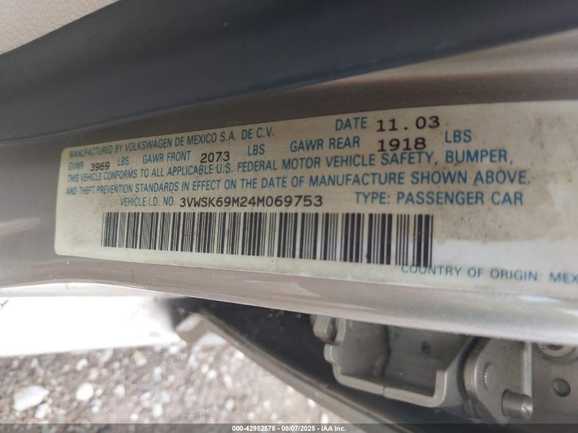 MANUFACTURED BY VOLKSWAGEN DE MEXICO S.A. DE C.V. DATE 11.03
GVWR 3969 LBS GAWR FRONT 2073 LBS GAWR REAR 1918 LBS
THIS VEHICLE CONFORMS TO ALL APPLICABLE U.S. FEDERAL MOTOR VEHICLE SAFETY, BUMPER,
AND THEFT PREVENTION STANDARDS IN EFFECT ON THE DATE OF MANUFACTURE SHOWN ABOVE.
VEHICLE I.D. NO. 3VWSK69M24M069753 TYPE: PASSENGER CAR
COUNTRY OF ORIGIN: MEX
000-42952678 - 08/07/2025 - IAA, Inc.